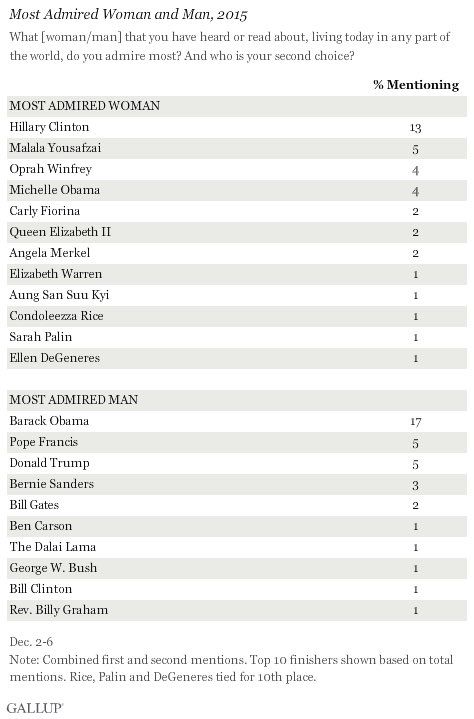 Most Admired Woman and Man, 2015
What [woman/man] that you have heard or read about, living today in any part of
the world, do you admire most? And who is your second choice?
% Mentioning
MOST ADMIRED WOMAN
Hillary Clinton 13
Malala Yousafzai 5
Oprah Winfrey 4
Michelle Obama 4
Carly Fiorina 2
Queen Elizabeth II 2
Angela Merkel 2
Elizabeth Warren 1
Aung San Suu Kyi 1
Condoleezza Rice 1
Sarah Palin 1
Ellen DeGeneres 1
MOST ADMIRED MAN
Barack Obama 17
Pope Francis 5
Donald Trump 5
Bernie Sanders 3
Bill Gates 2
Ben Carson 1
The Dalai Lama 1
George W. Bush 1
Bill Clinton 1
Rev. Billy Graham 1
Dec. 2-6
Note: Combined first and second mentions. Top 10 finishers shown based on total
mentions. Rice, Palin and DeGeneres tied for 10th place.
GALLUP